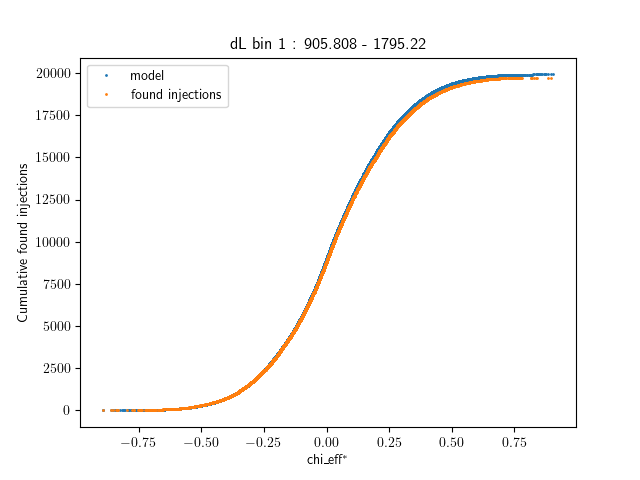 dL bin 1 : 905.808 - 1795.22
model
found injections
Cumulative found injections
20000
17500
15000
12500
10000
7500
5000
2500
0
−0.75 −0.50 −0.25 0.00 0.25 0.50 0.75
chi_eff*